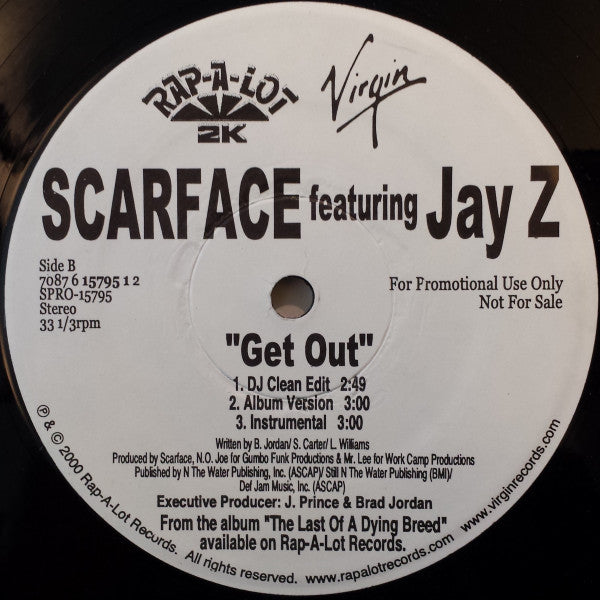 RAP-A-LOT
2K
Virgin
SCARFACE featuring Jay Z
Side B
7087 6 15795 1 2
SPRO-15795
Stereo
33 1/3rpm
For Promotional Use Only
Not For Sale
"Get Out"
1. DJ Clean Edit 2:49
2. Album Version 3:00
3. Instrumental 3:00
Written by B. Jordan/ S. Carter/ L. Williams
Produced by Scarface, N.O. Joe for Gumbo Funk Productions & Mr. Lee for Work Camp Productions
Published by N The Water Publishing, Inc. (ASCAP)/ Still N The Water Publishing (BMI)/
Def Jam Music, Inc. (ASCAP)
Executive Producer: J. Prince & Brad Jordan
From the album "The Last Of A Dying Breed"
available on Rap-A-Lot Records.
℗ & © 2000 Rap-A-Lot Records. All rights reserved. www.rapalotrecords.com www.virginrecords.com